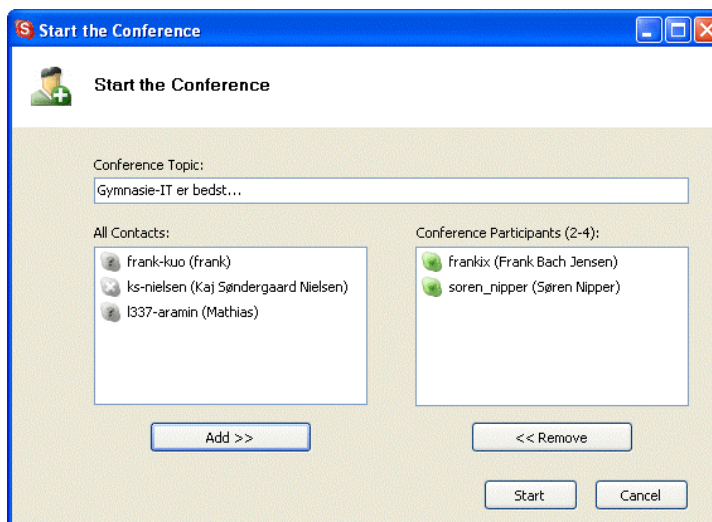 Start the Conference
Start the Conference
Conference Topic:
Gymnasie-IT er bedst...
All Contacts:
frank-kuo (frank)
ks-nielsen (Kaj Søndergaard Nielsen)
l337-aramin (Mathias)
Add >>
Conference Participants (2-4):
frankix (Frank Bach Jensen)
soren_nipper (Søren Nipper)
<< Remove
Start
Cancel